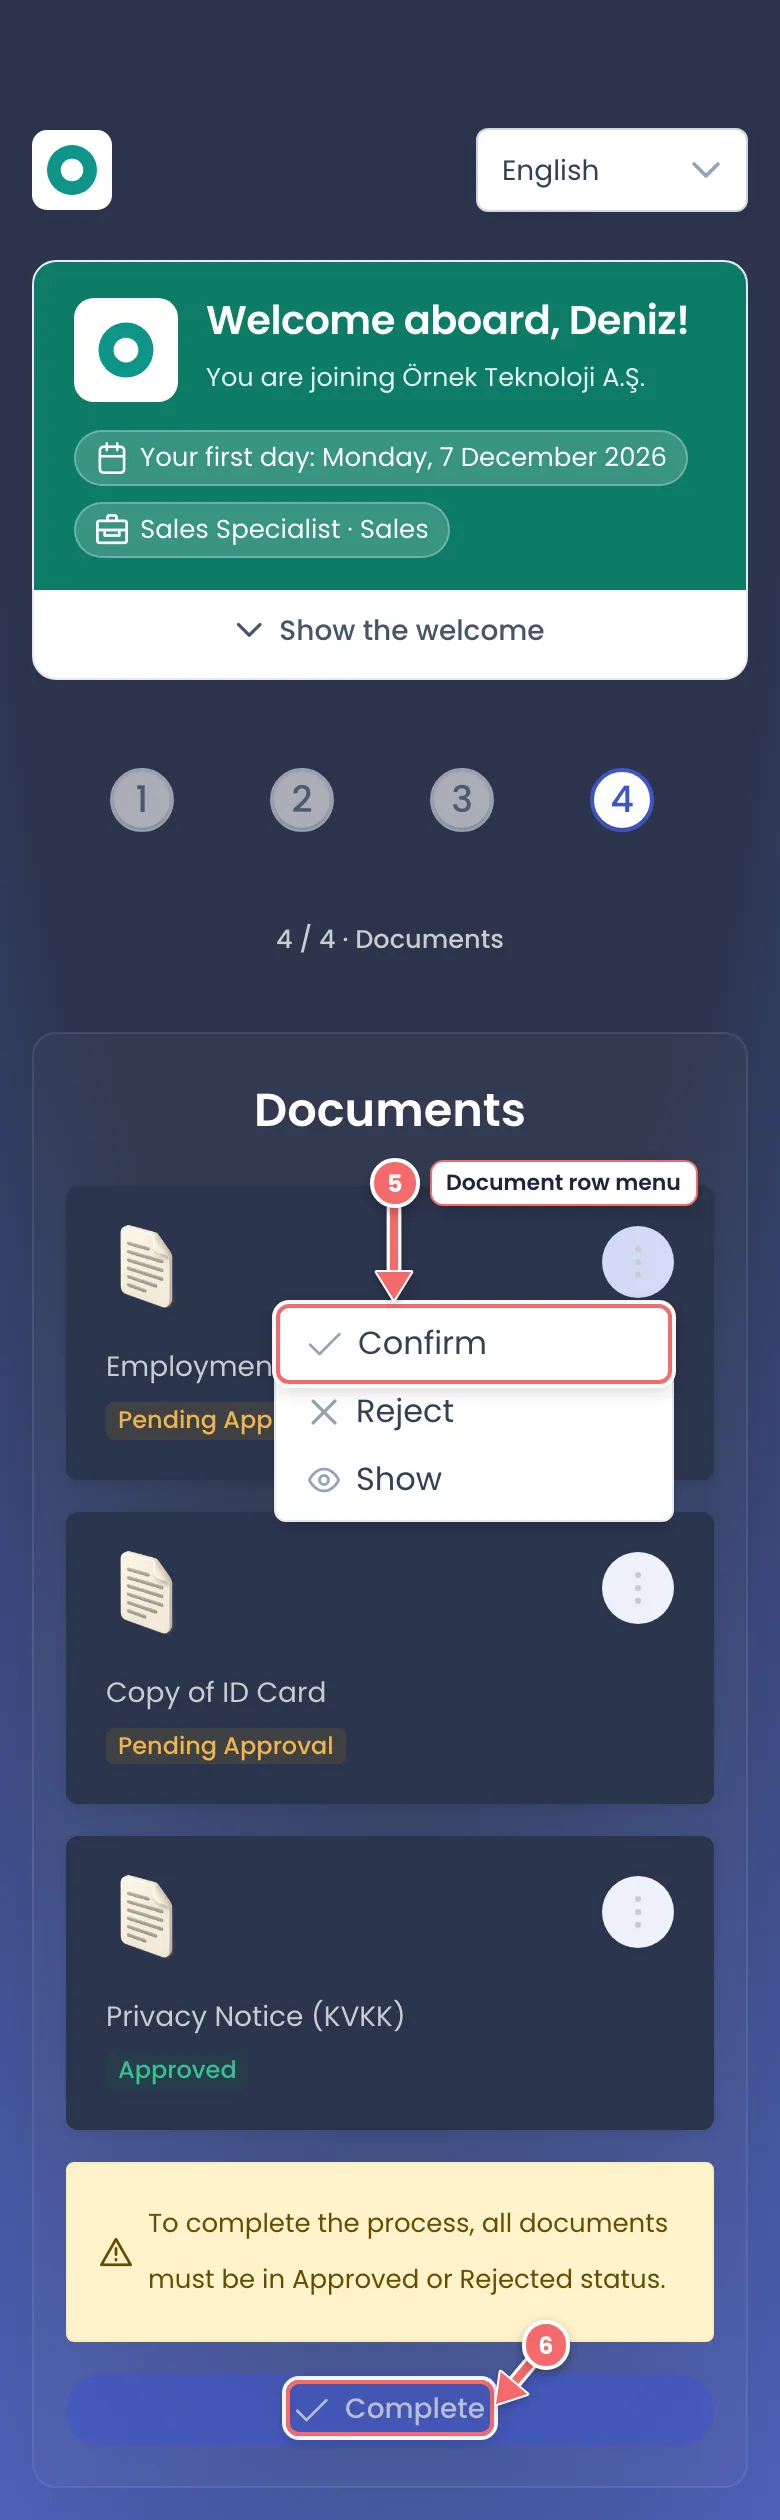 English
Welcome aboard, Deniz!
You are joining Örnek Teknoloji A.Ş.
Your first day: Monday, 7 December 2026
Sales Specialist · Sales
Show the welcome
1 2 3 4
4 / 4 · Documents
Documents
5 Document row menu
Confirm
Employmen
Reject
Pending App
Show
Copy of ID Card
Pending Approval
Privacy Notice (KVKK)
Approved
To complete the process, all documents
must be in Approved or Rejected status.
6
Complete